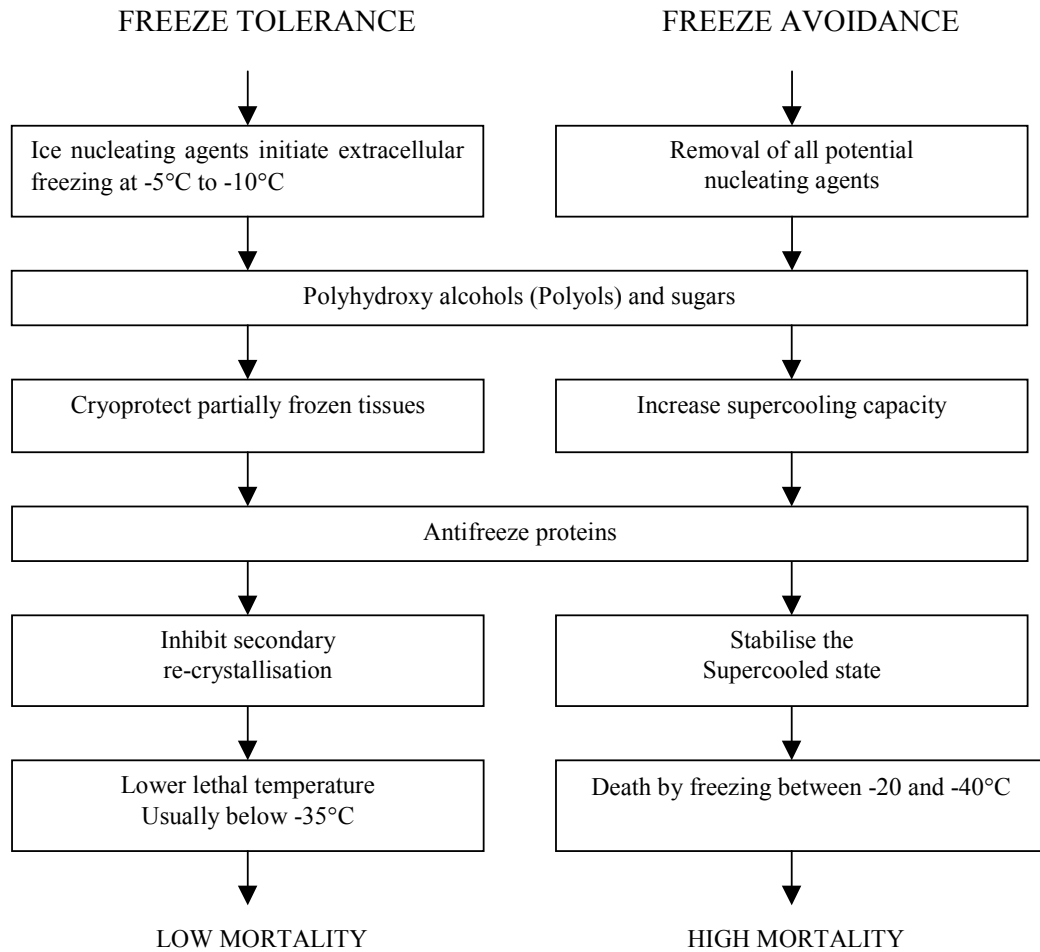 FREEZE TOLERANCE
FREEZE AVOIDANCE
Ice nucleating agents initiate extracellular
freezing at -5°C to -10°C
Removal of all potential
nucleating agents
Polyhydroxy alcohols (Polyols) and sugars
Cryoprotect partially frozen tissues
Increase supercooling capacity
Antifreeze proteins
Inhibit secondary
re-crystallisation
Stabilise the
Supercooled state
Lower lethal temperature
Usually below -35°C
Death by freezing between -20 and -40°C
LOW MORTALITY
HIGH MORTALITY